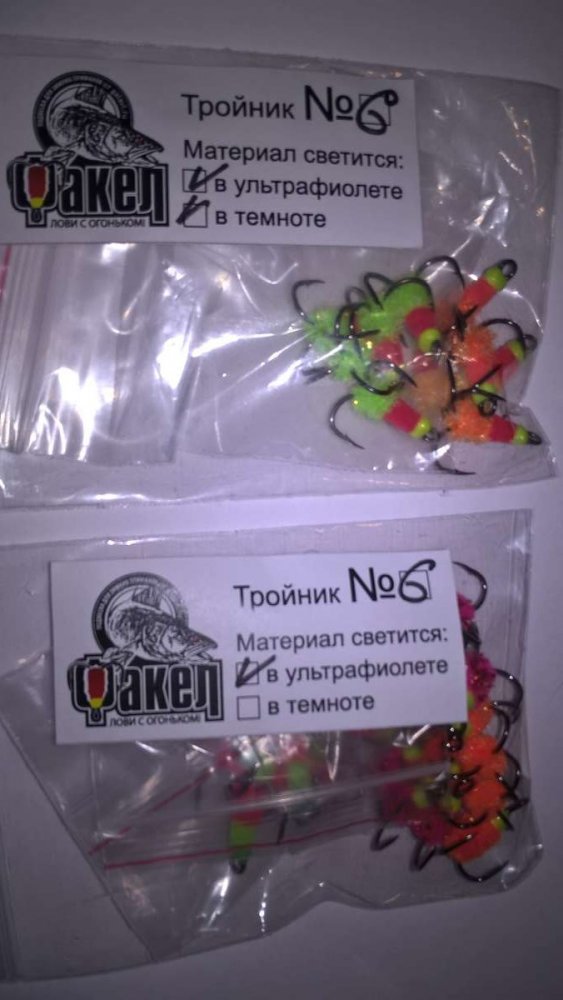 Тройник №6
Материал светится:
в ультрафиолете
в темноте
Факел
ЛОВИ С ОГОНЬКОМ!
Тройник №6
Материал светится:
в ультрафиолете
в темноте
Факел
ЛОВИ С ОГОНЬКОМ!